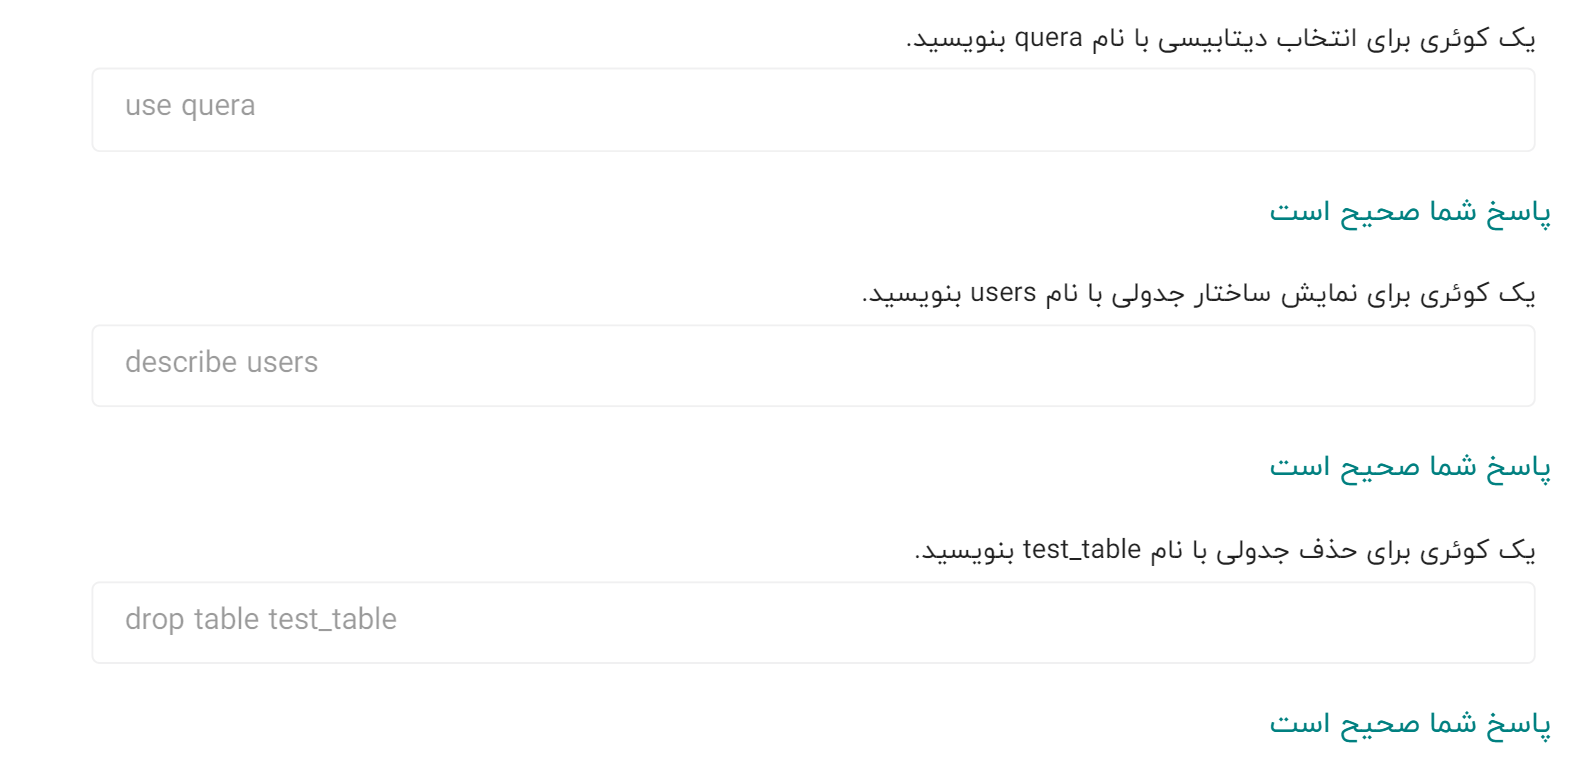 یک کوئری برای انتخاب دیتابیسی با نام quera بنویسید.
use quera
پاسخ شما صحیح است
یک کوئری برای نمایش ساختار جدولی با نام users بنویسید.
describe users
پاسخ شما صحیح است
یک کوئری برای حذف جدولی با نام test_table بنویسید.
drop table test_table
پاسخ شما صحیح است